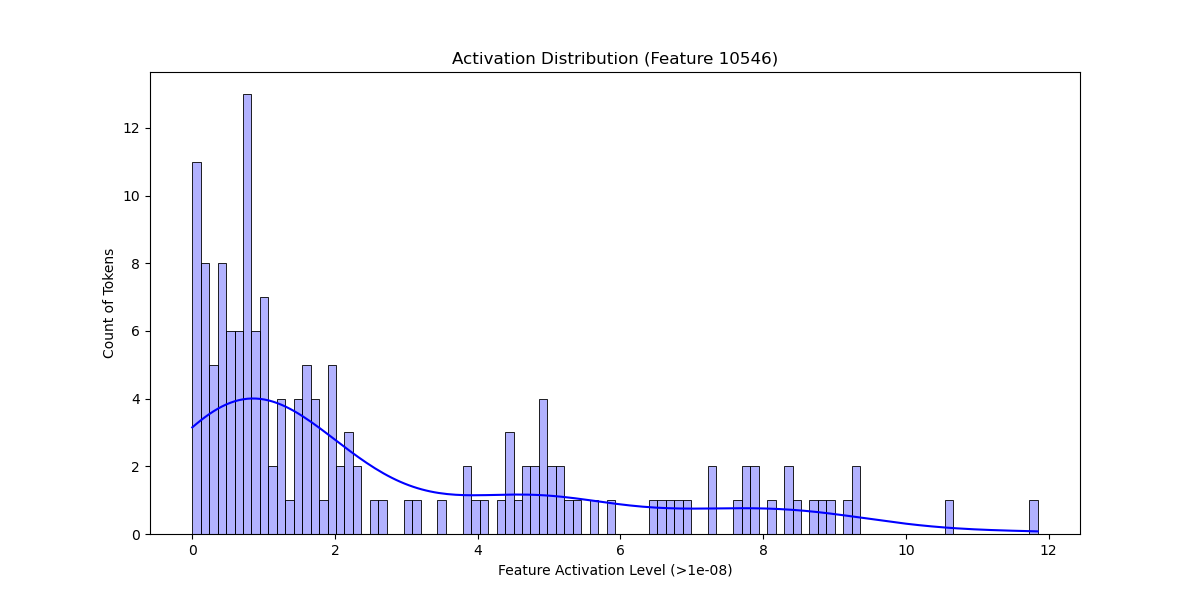 Activation Distribution (Feature 10546)
Count of Tokens
12
10
8
6
4
2
0
0 2 4 6 8 10 12
Feature Activation Level (>1e-08)